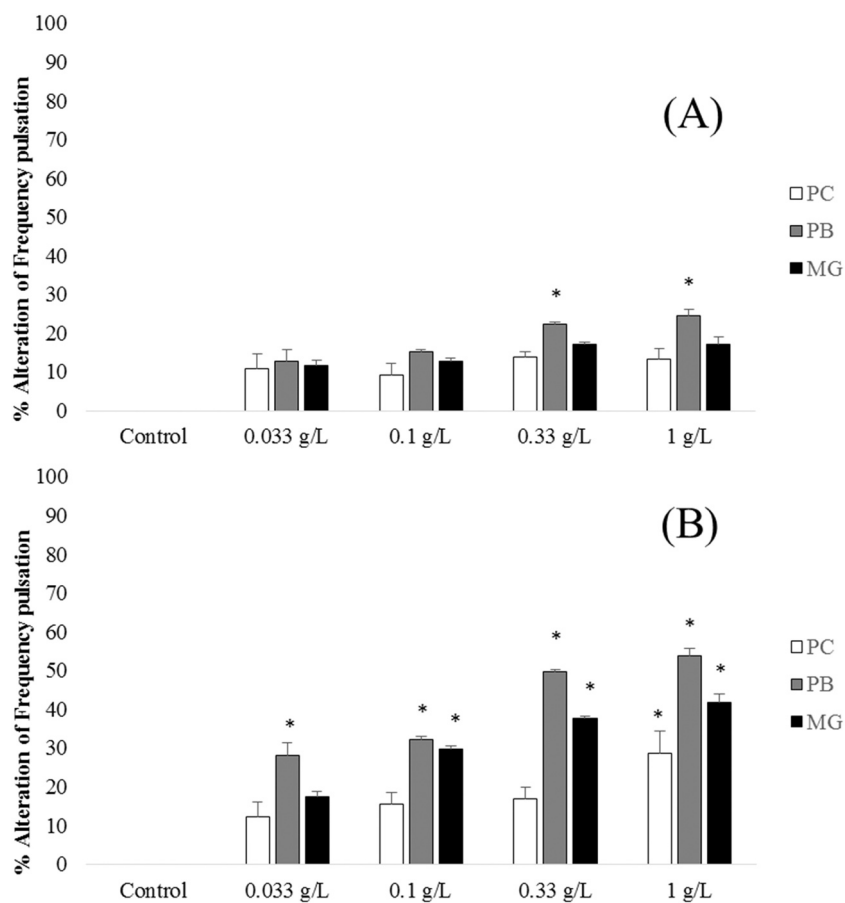 % Alteration of Frequency pulsation
100
90
80
70
60
50
40
30
20
10
0
(A)
PC
PB
MG
*
*
Control
0.033 g/L
0.1 g/L
0.33 g/L
1 g/L
% Alteration of Frequency pulsation
100
90
80
70
60
50
40
30
20
10
0
(B)
PC
PB
MG
*
*
*
*
*
*
*
*
Control
0.033 g/L
0.1 g/L
0.33 g/L
1 g/L